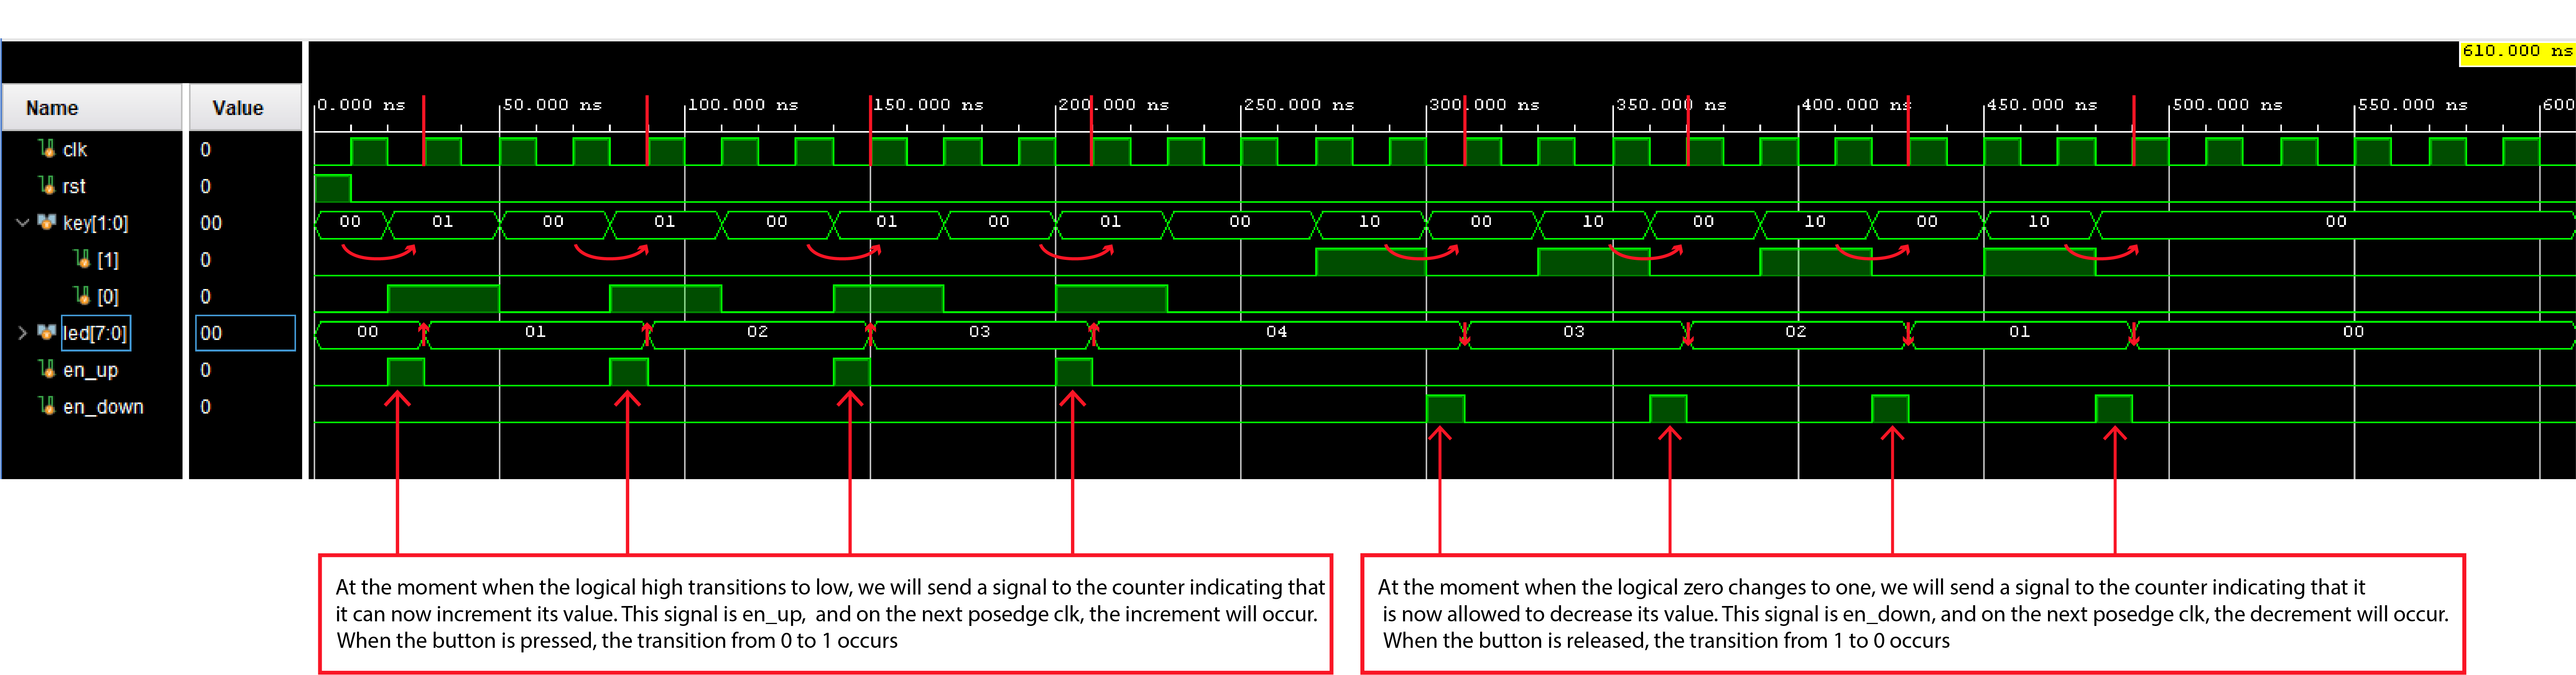 610.000 ns
Name Value
0.000 ns 50.000 ns 100.000 ns 150.000 ns 200.000 ns 250.000 ns 300.000 ns 350.000 ns 400.000 ns 450.000 ns 500.000 ns 550.000 ns 600
clk 0
rst 0
key[1:0] 00 00 01 00 01 00 01 00 01 00 10 00 10 00 10 00 10 00
[1] 0
[0] 0
led[7:0] 00 00 01 02 03 04 03 02 01 00
en_up 0
en_down 0
At the moment when the logical high transitions to low, we will send a signal to the counter indicating that
it can now increment its value. This signal is en_up, and on the next posedge clk, the increment will occur.
When the button is pressed, the transition from 0 to 1 occurs
At the moment when the logical zero changes to one, we will send a signal to the counter indicating that it
is now allowed to decrease its value. This signal is en_down, and on the next posedge clk, the decrement will occur.
When the button is released, the transition from 1 to 0 occurs